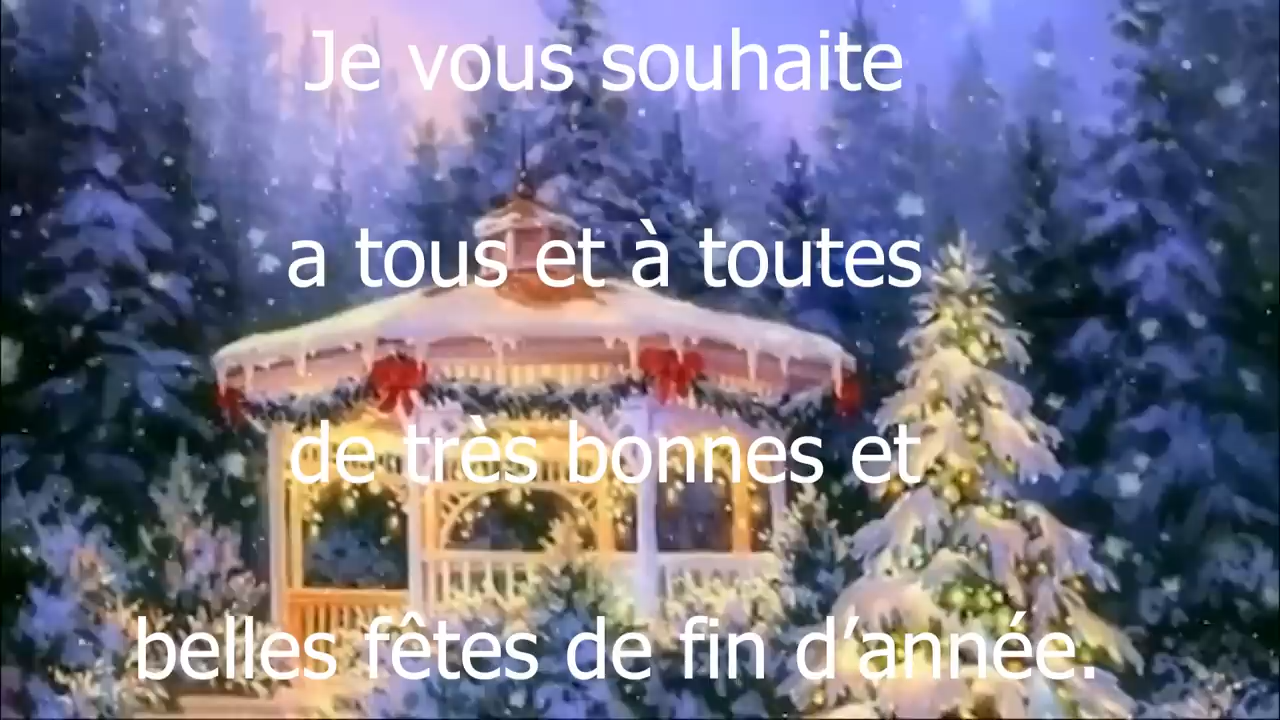 Je vous souhaite
a tous et à toutes
de très bonnes et
belles fêtes de fin d’année.